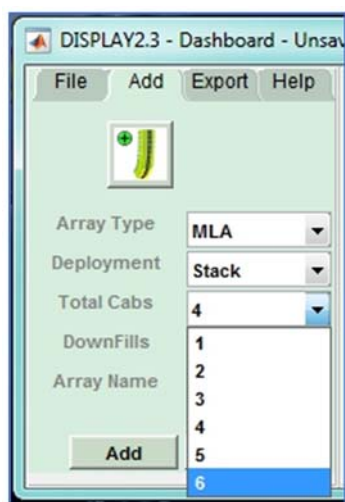 DISPLAY2.3 - Dashboard - Unsav
File Add Export Help
Array Type MLA
Deployment Stack
Total Cabs 4
DownFills 1
2
Array Name 3
4
Add 5
6